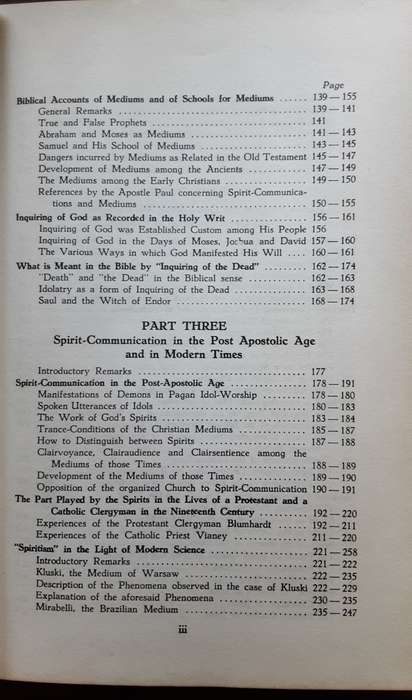 Page
Biblical Accounts of Mediums and of Schools for Mediums ...... 139 — 155
General Remarks ................................ 139 — 141
True and False Prophets ............................ 141
Abraham and Moses as Mediums ..................... 141 — 143
Samuel and His School of Mediums ................... 143 — 145
Dangers incurred by Mediums as Related in the Old Testament 145 — 147
Development of Mediums among the Ancients ........... 147 — 149
The Mediums among the Early Christians ............... 149 — 150
References by the Apostle Paul concerning Spirit-Communica-
tions and Mediums ............................ 150 — 155
Inquiring of God as Recorded in the Holy Writ ............... 156 — 161
Inquiring of God was Established Custom among His People 156
Inquiring of God in the Days of Moses, Joshua and David 157 — 160
The Various Ways in which God Manifested His Will .... 160 — 161
What is Meant in the Bible by "Inquiring of the Dead" ........ 162 — 174
"Death" and "the Dead" in the Biblical sense ........... 162 — 163
Idolatry as a form of Inquiring of the Dead .............. 163 — 168
Saul and the Witch of Endor ......................... 168 — 174
PART THREE
Spirit-Communication in the Post Apostolic Age
and in Modern Times
Introductory Remarks .............................. 177
Spirit-Communication in the Post-Apostolic Age ............... 178 — 191
Manifestations of Demons in Pagan Idol-Worship ......... 178 — 180
Spoken Utterances of Idols .......................... 180 — 183
The Work of God's Spirits .......................... 183 — 184
Trance-Conditions of the Christian Mediums ............. 185 — 187
How to Distinguish between Spirits .................... 187 — 188
Clairvoyance, Clairaudience and Clairsentience among the
Mediums of those Times ......................... 188 — 189
Development of the Mediums of those Times ............ 189 — 190
Opposition of the organized Church to Spirit-Communication 190 — 191
The Part Played by the Spirits in the Lives of a Protestant and a
Catholic Clergyman in the Nineteenth Century ........ 192 — 220
Experiences of the Protestant Clergyman Blumhardt ...... 192 — 211
Experiences of the Catholic Priest Vianey ............... 211 — 220
"Spiritism" in the Light of Modern Science .................. 221 — 258
Introductory Remarks .............................. 221 — 222
Kluski, the Medium of Warsaw ....................... 222 — 235
Description of the Phenomena observed in the case of Kluski 222 — 229
Explanation of the aforesaid Phenomena ................ 230 — 235
Mirabelli, the Brazilian Medium ...................... 235 — 247
iii